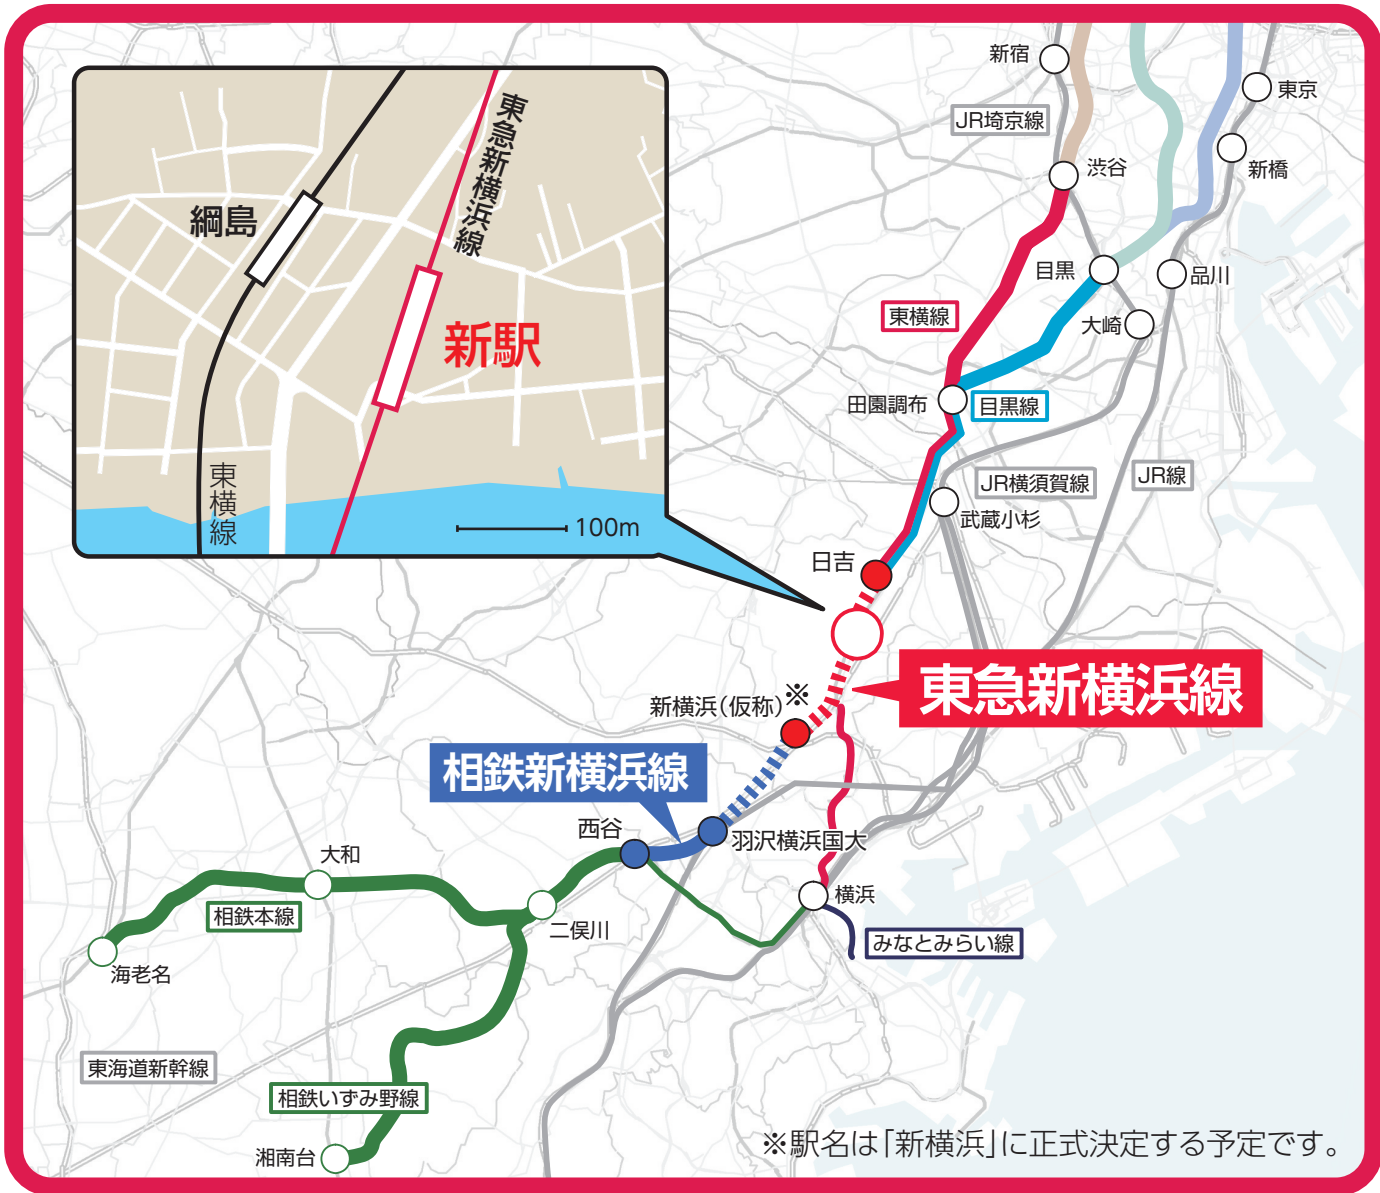 新宿
東京
JR埼京線
渋谷
新橋
東急新横浜線
綱島
新駅
東横線
100m
目黒
品川
東横線
大崎
田園調布
目黒線
JR横須賀線
JR線
武蔵小杉
日吉
東急新横浜線
新横浜(仮称)※
相鉄新横浜線
西谷
羽沢横浜国大
大和
横浜
相鉄本線
二俣川
みなとみらい線
海老名
東海道新幹線
相鉄いずみ野線
湘南台
※駅名は「新横浜」に正式決定する予定です。